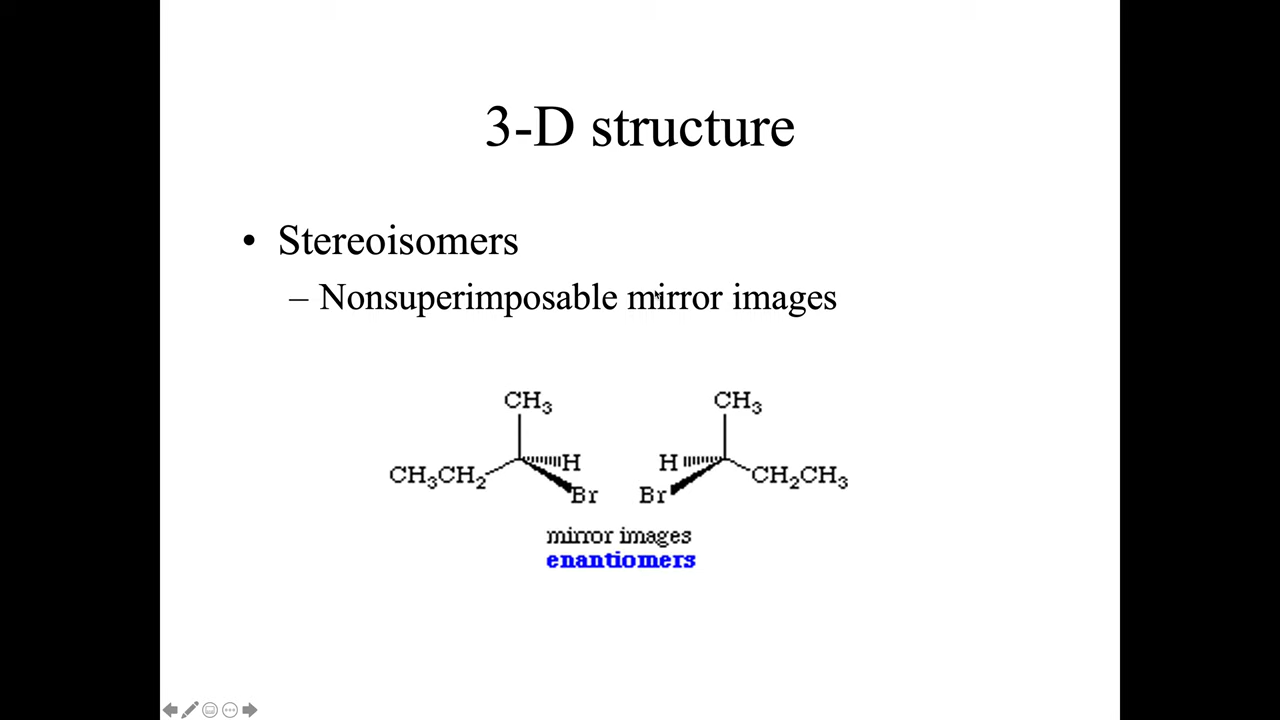 3-D structure
• Stereoisomers
– Nonsuperimposable mirror images
CH₃ CH₃
H H
CH₃CH₂ CH₂CH₃
Br Br
mirror images
enantiomers